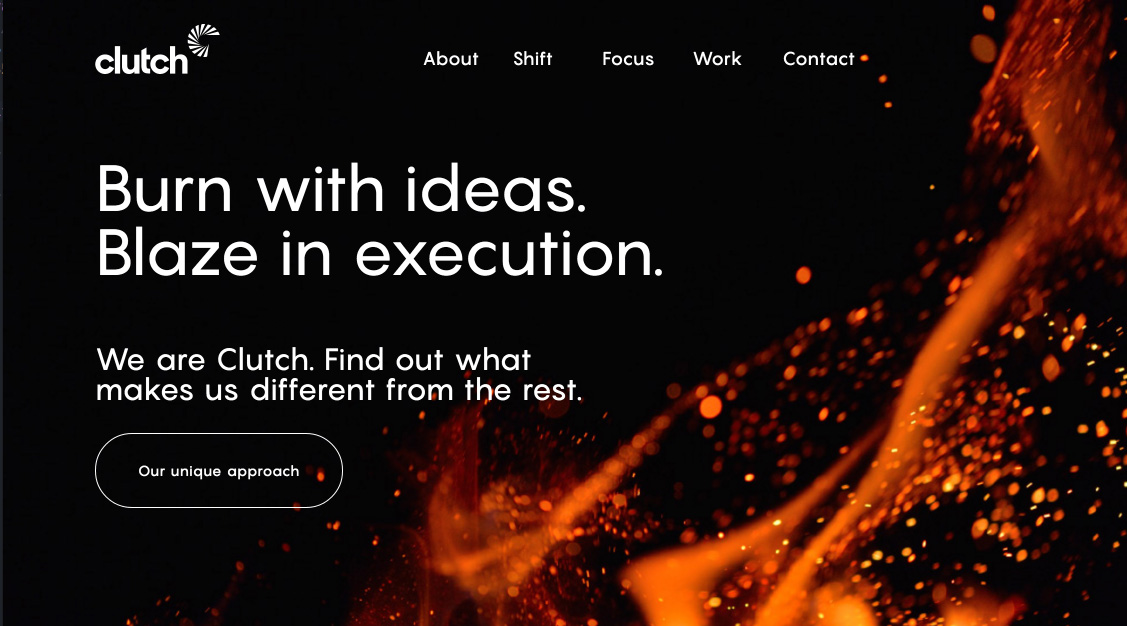 clutch
About Shift Focus Work Contact
Burn with ideas.
Blaze in execution.
We are Clutch. Find out what
makes us different from the rest.
Our unique approach